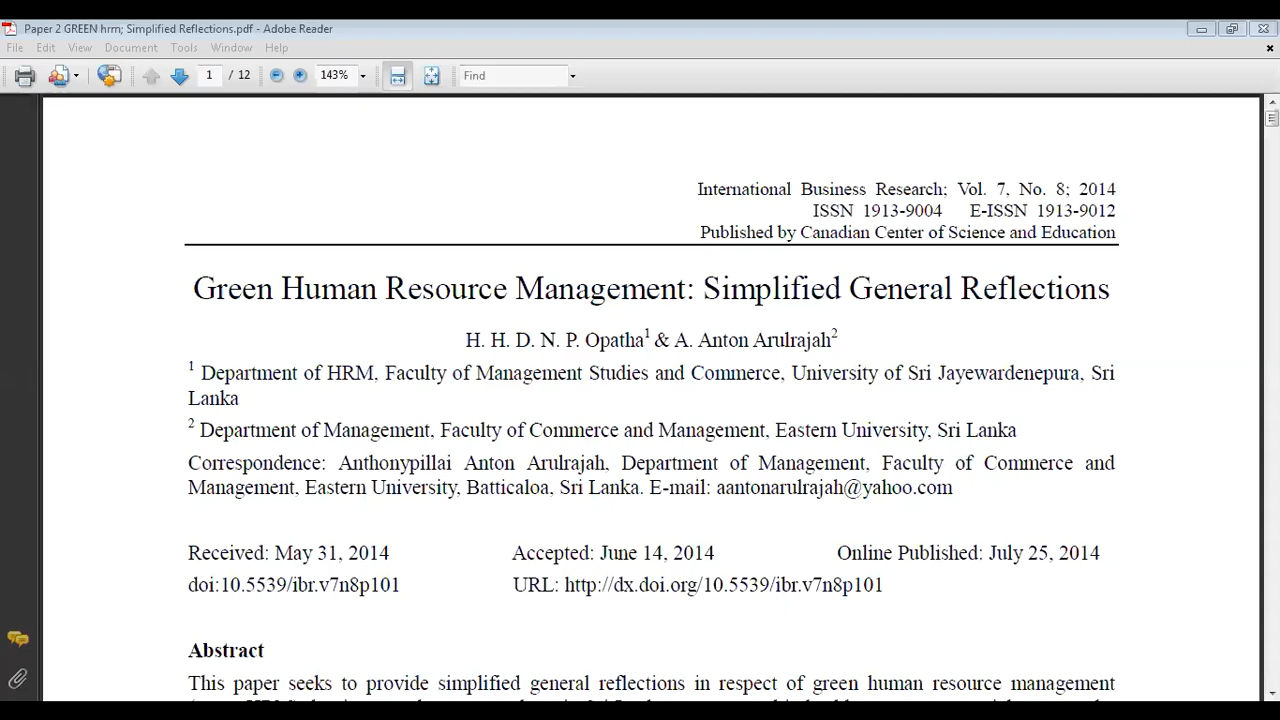 Paper 2 GREEN hrm; Simplified Reflections.pdf - Adobe Reader
File Edit View Document Tools Window Help
1 / 12 143% Find
International Business Research; Vol. 7, No. 8; 2014
ISSN 1913-9004 E-ISSN 1913-9012
Published by Canadian Center of Science and Education
Green Human Resource Management: Simplified General Reflections
H. H. D. N. P. Opatha1 & A. Anton Arulrajah2
1 Department of HRM, Faculty of Management Studies and Commerce, University of Sri Jayewardenepura, Sri
Lanka
2 Department of Management, Faculty of Commerce and Management, Eastern University, Sri Lanka
Correspondence: Anthonypillai Anton Arulrajah, Department of Management, Faculty of Commerce and
Management, Eastern University, Batticaloa, Sri Lanka. E-mail: aantonarulrajah@yahoo.com
Received: May 31, 2014 Accepted: June 14, 2014 Online Published: July 25, 2014
doi:10.5539/ibr.v7n8p101 URL: http://dx.doi.org/10.5539/ibr.v7n8p101
Abstract
This paper seeks to provide simplified general reflections in respect of green human resource management